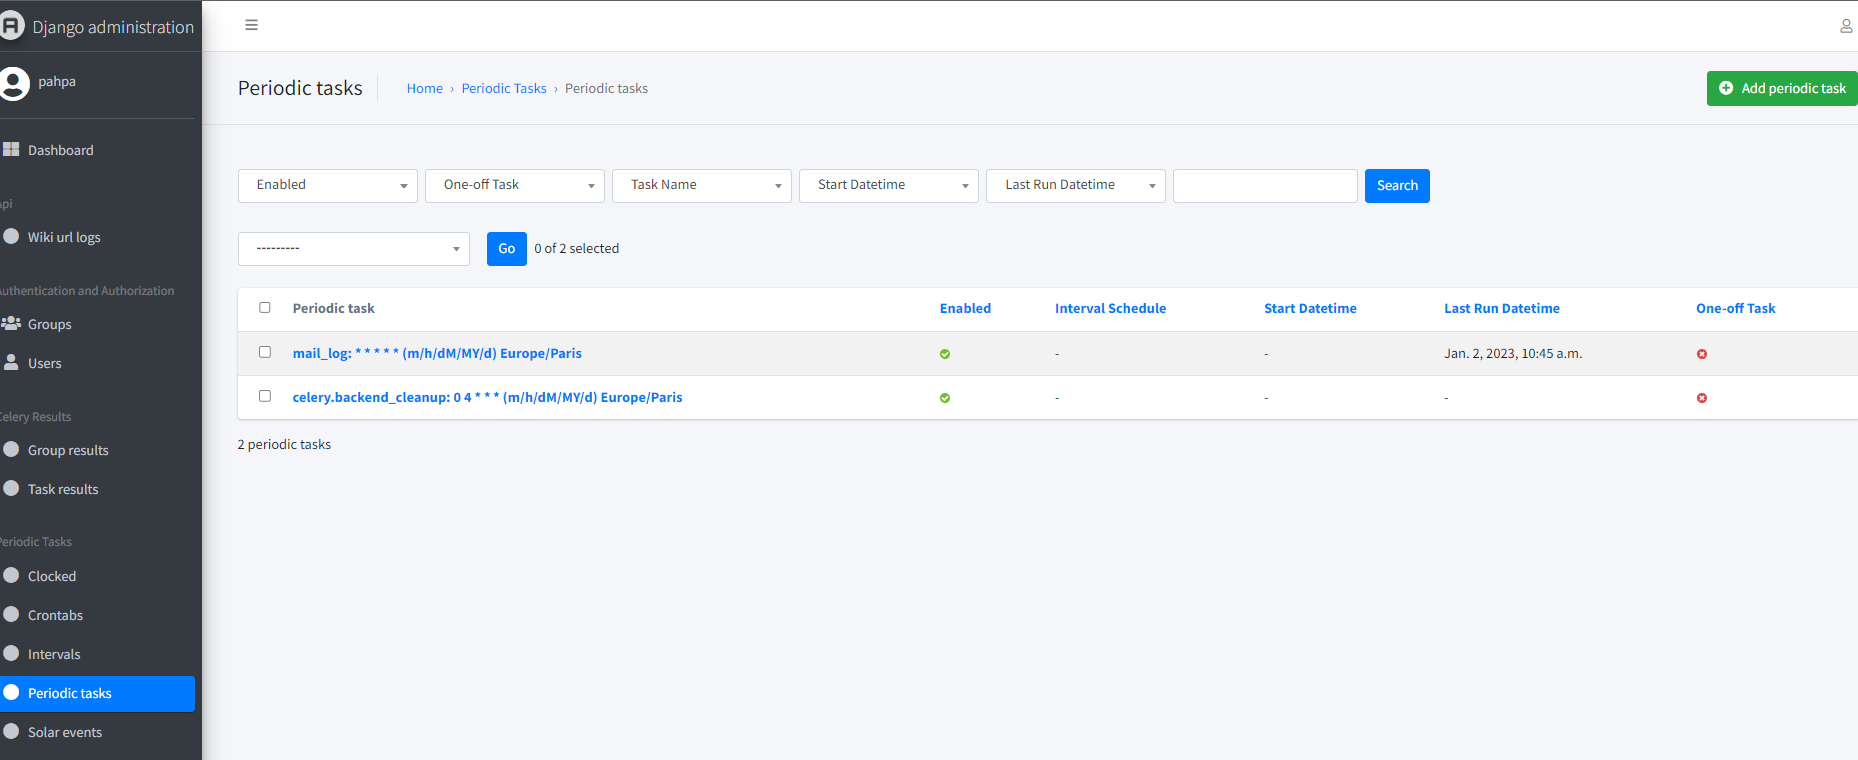 Django administration
pahpa
Dashboard
Api
Wiki url logs
Authentication and Authorization
Groups
Users
Celery Results
Group results
Task results
Periodic Tasks
Clocked
Crontabs
Intervals
Periodic tasks
Solar events
Periodic tasks
Home › Periodic Tasks › Periodic tasks
Add periodic task
Enabled One-off Task Task Name Start Datetime Last Run Datetime Search
--------- Go 0 of 2 selected
Periodic task Enabled Interval Schedule Start Datetime Last Run Datetime One-off Task
mail_log: * * * * * (m/h/dM/MY/d) Europe/Paris - - Jan. 2, 2023, 10:45 a.m.
celery.backend_cleanup: 0 4 * * * (m/h/dM/MY/d) Europe/Paris - - -
2 periodic tasks